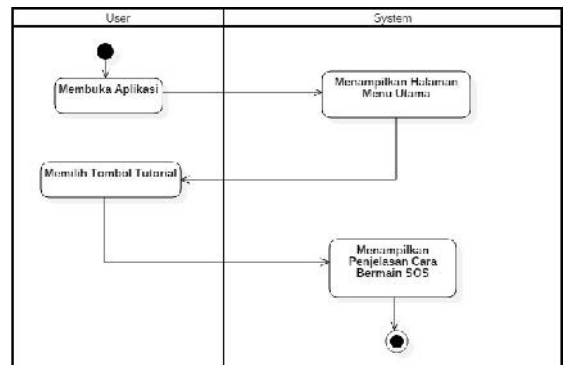 User
System
Membuka Aplikasi
Menampilkan Halaman
Menu Utama
Memilih Tombol Tutorial
Menampilkan
Penjelasan Cara
Bermain SOS